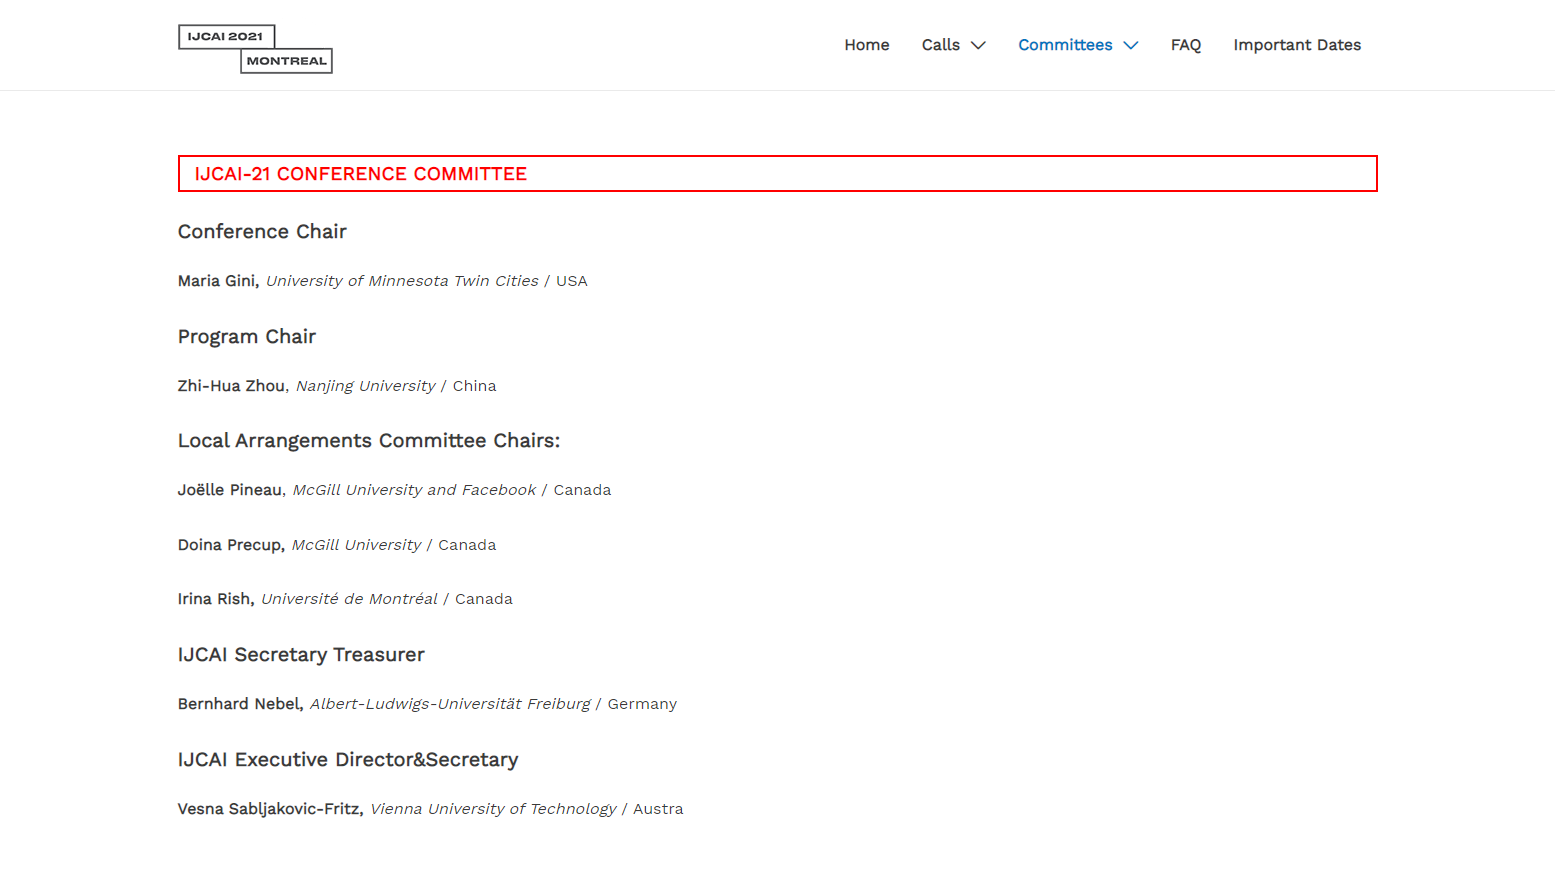 IJCAI 2021
MONTREAL
Home Calls Committees FAQ Important Dates
IJCAI-21 CONFERENCE COMMITTEE
Conference Chair
Maria Gini, University of Minnesota Twin Cities / USA
Program Chair
Zhi-Hua Zhou, Nanjing University / China
Local Arrangements Committee Chairs:
Joëlle Pineau, McGill University and Facebook / Canada
Doina Precup, McGill University / Canada
Irina Rish, Université de Montréal / Canada
IJCAI Secretary Treasurer
Bernhard Nebel, Albert-Ludwigs-Universität Freiburg / Germany
IJCAI Executive Director&Secretary
Vesna Sabljakovic-Fritz, Vienna University of Technology / Austra